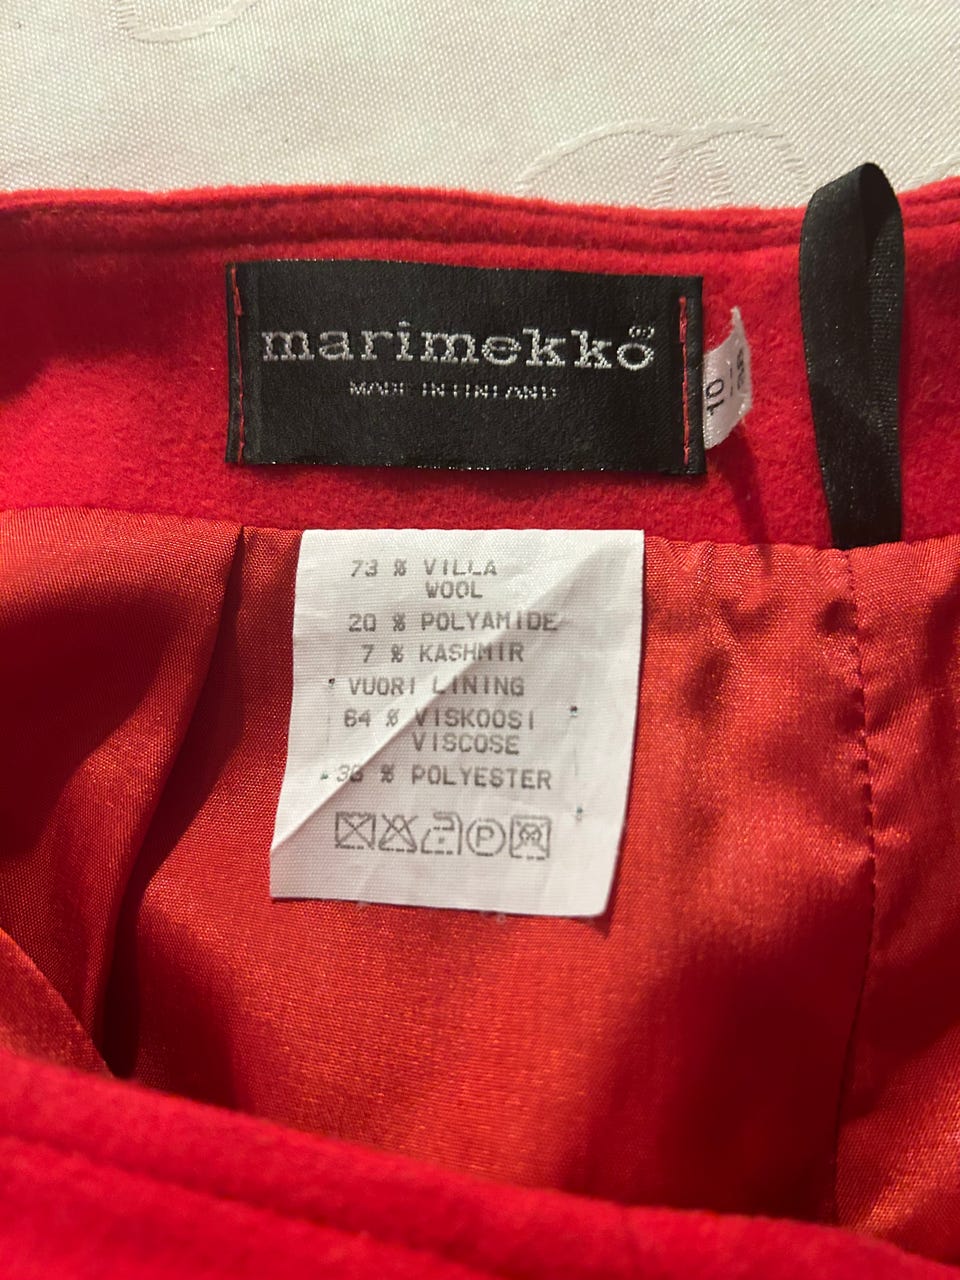 marimekko®
MADE IN FINLAND
10
38
73 % VILLA
WOOL
20 % POLYAMIDE
7 % KASHMIR
VUORI LINING
64 % VISKOOSI
VISCOSE
36 % POLYESTER
P